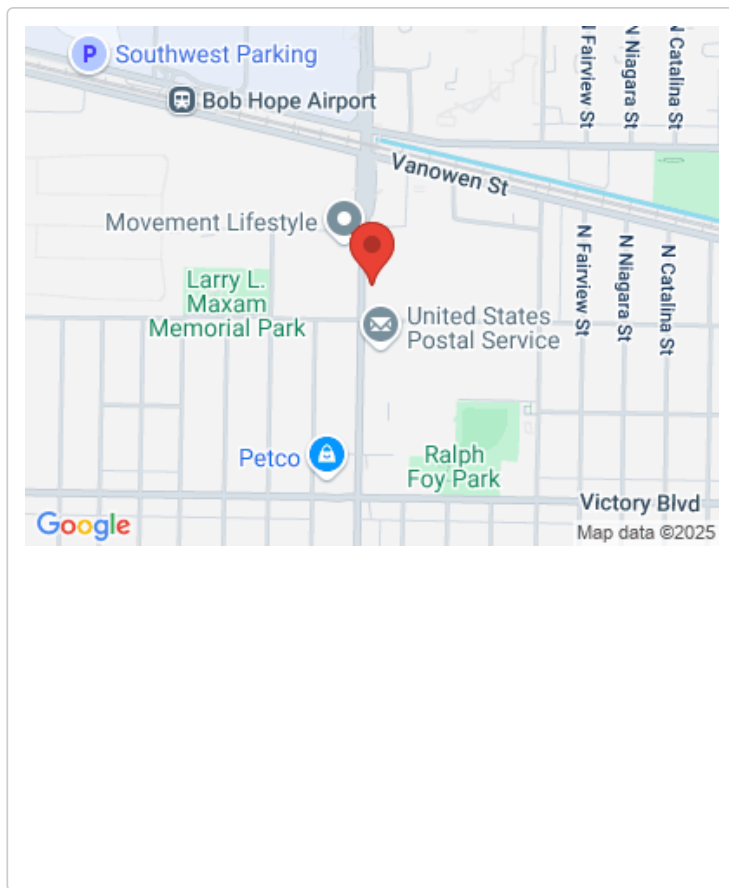 P Southwest Parking
Bob Hope Airport
N Fairview St
N Niagara St
N Catalina St
Vanowen St
Movement Lifestyle
Larry L.
Maxam
Memorial Park
United States
Postal Service
N Fairview St
N Niagara St
N Catalina St
Petco
Ralph
Foy Park
Victory Blvd
Google
Map data ©2025